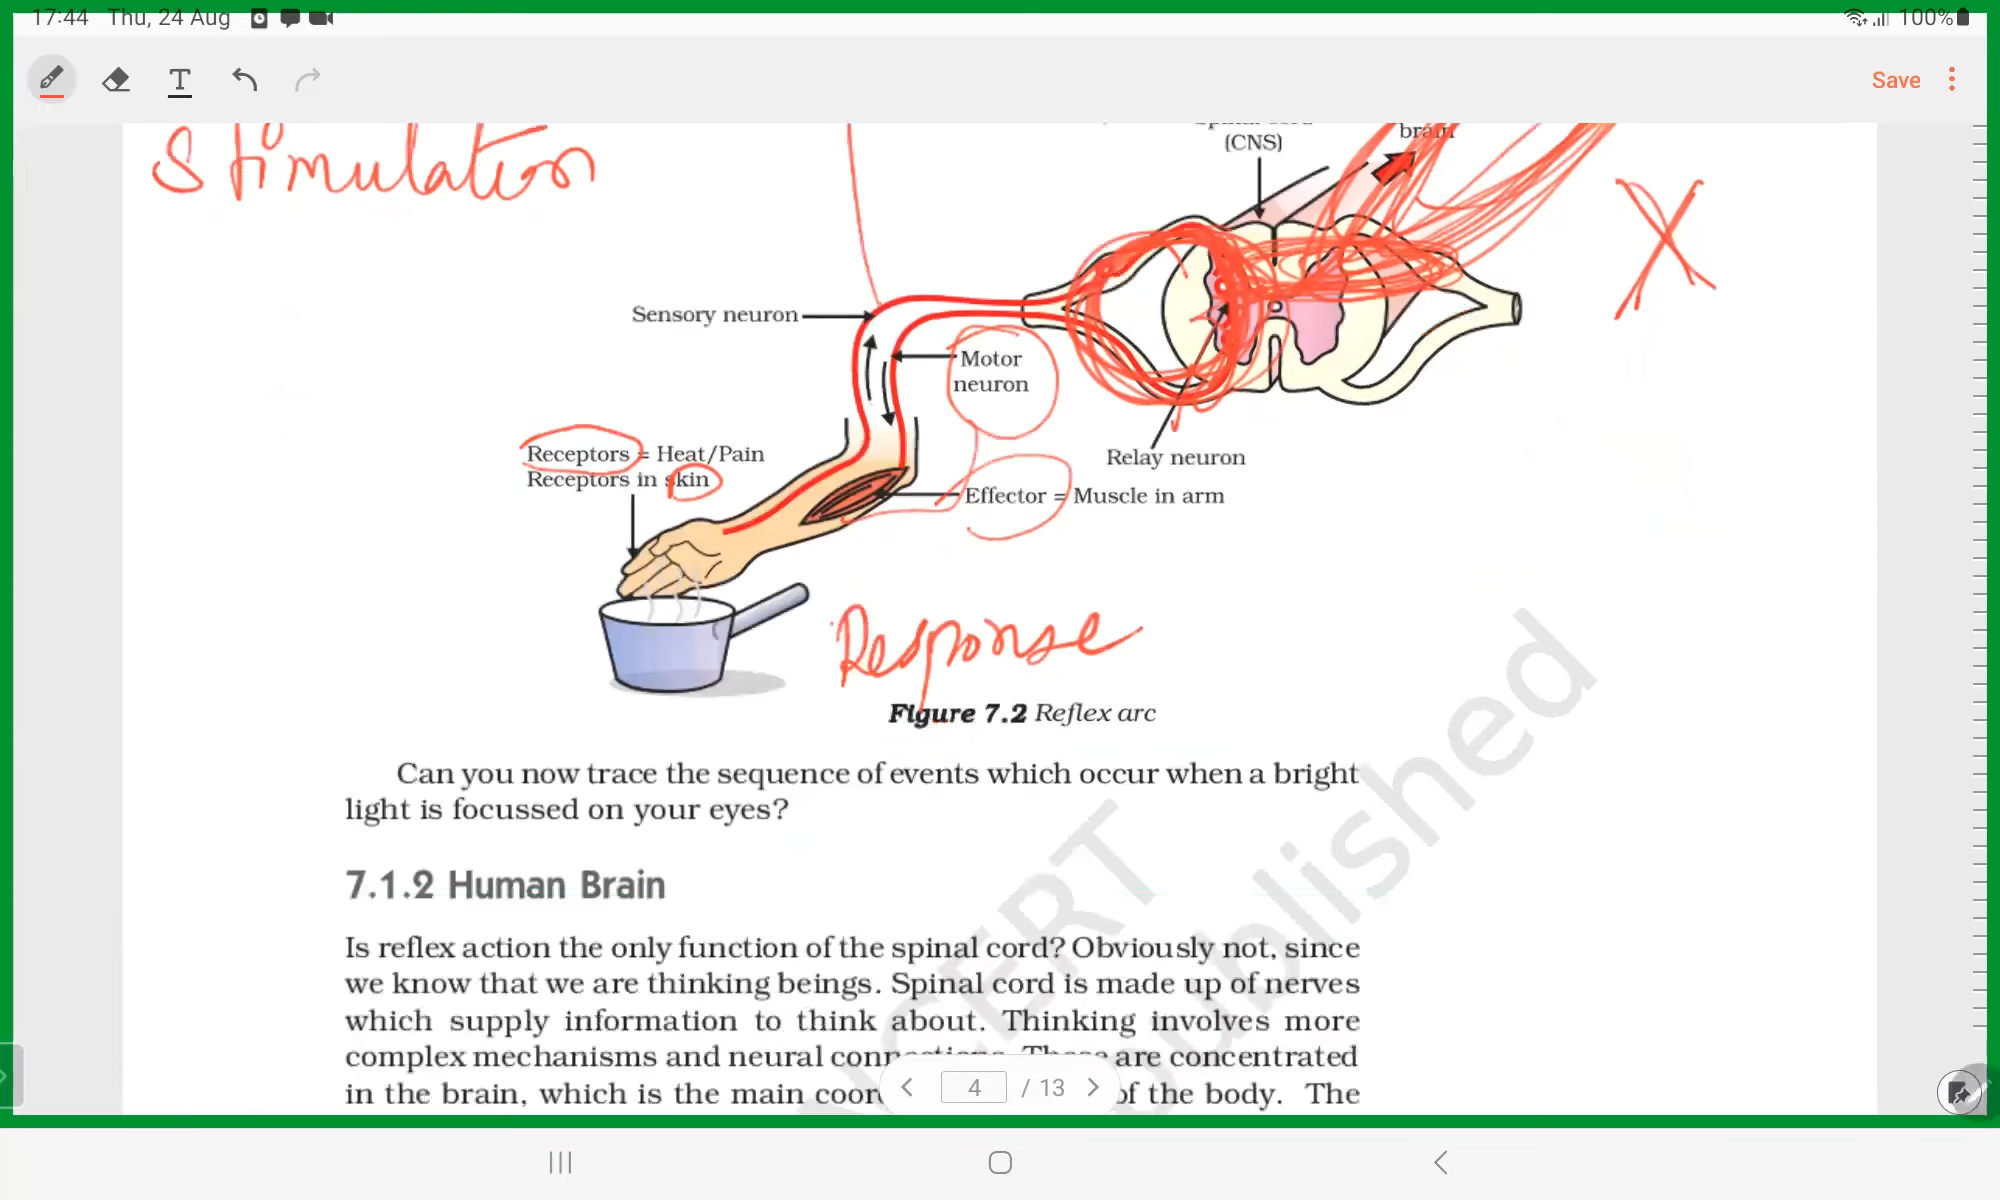 17:44 Thu, 24 Aug
100%
T
Save
Stimulation
brain
(CNS)
Sensory neuron
Motor
neuron
Receptors = Heat/Pain
Receptors in skin
Relay neuron
Effector = Muscle in arm
Response
Figure 7.2 Reflex arc
Can you now trace the sequence of events which occur when a bright
light is focussed on your eyes?
7.1.2 Human Brain
Is reflex action the only function of the spinal cord? Obviously not, since
we know that we are thinking beings. Spinal cord is made up of nerves
which supply information to think about. Thinking involves more
complex mechanisms and neural are concentrated
in the brain, which is the main of the body. The
4 / 13